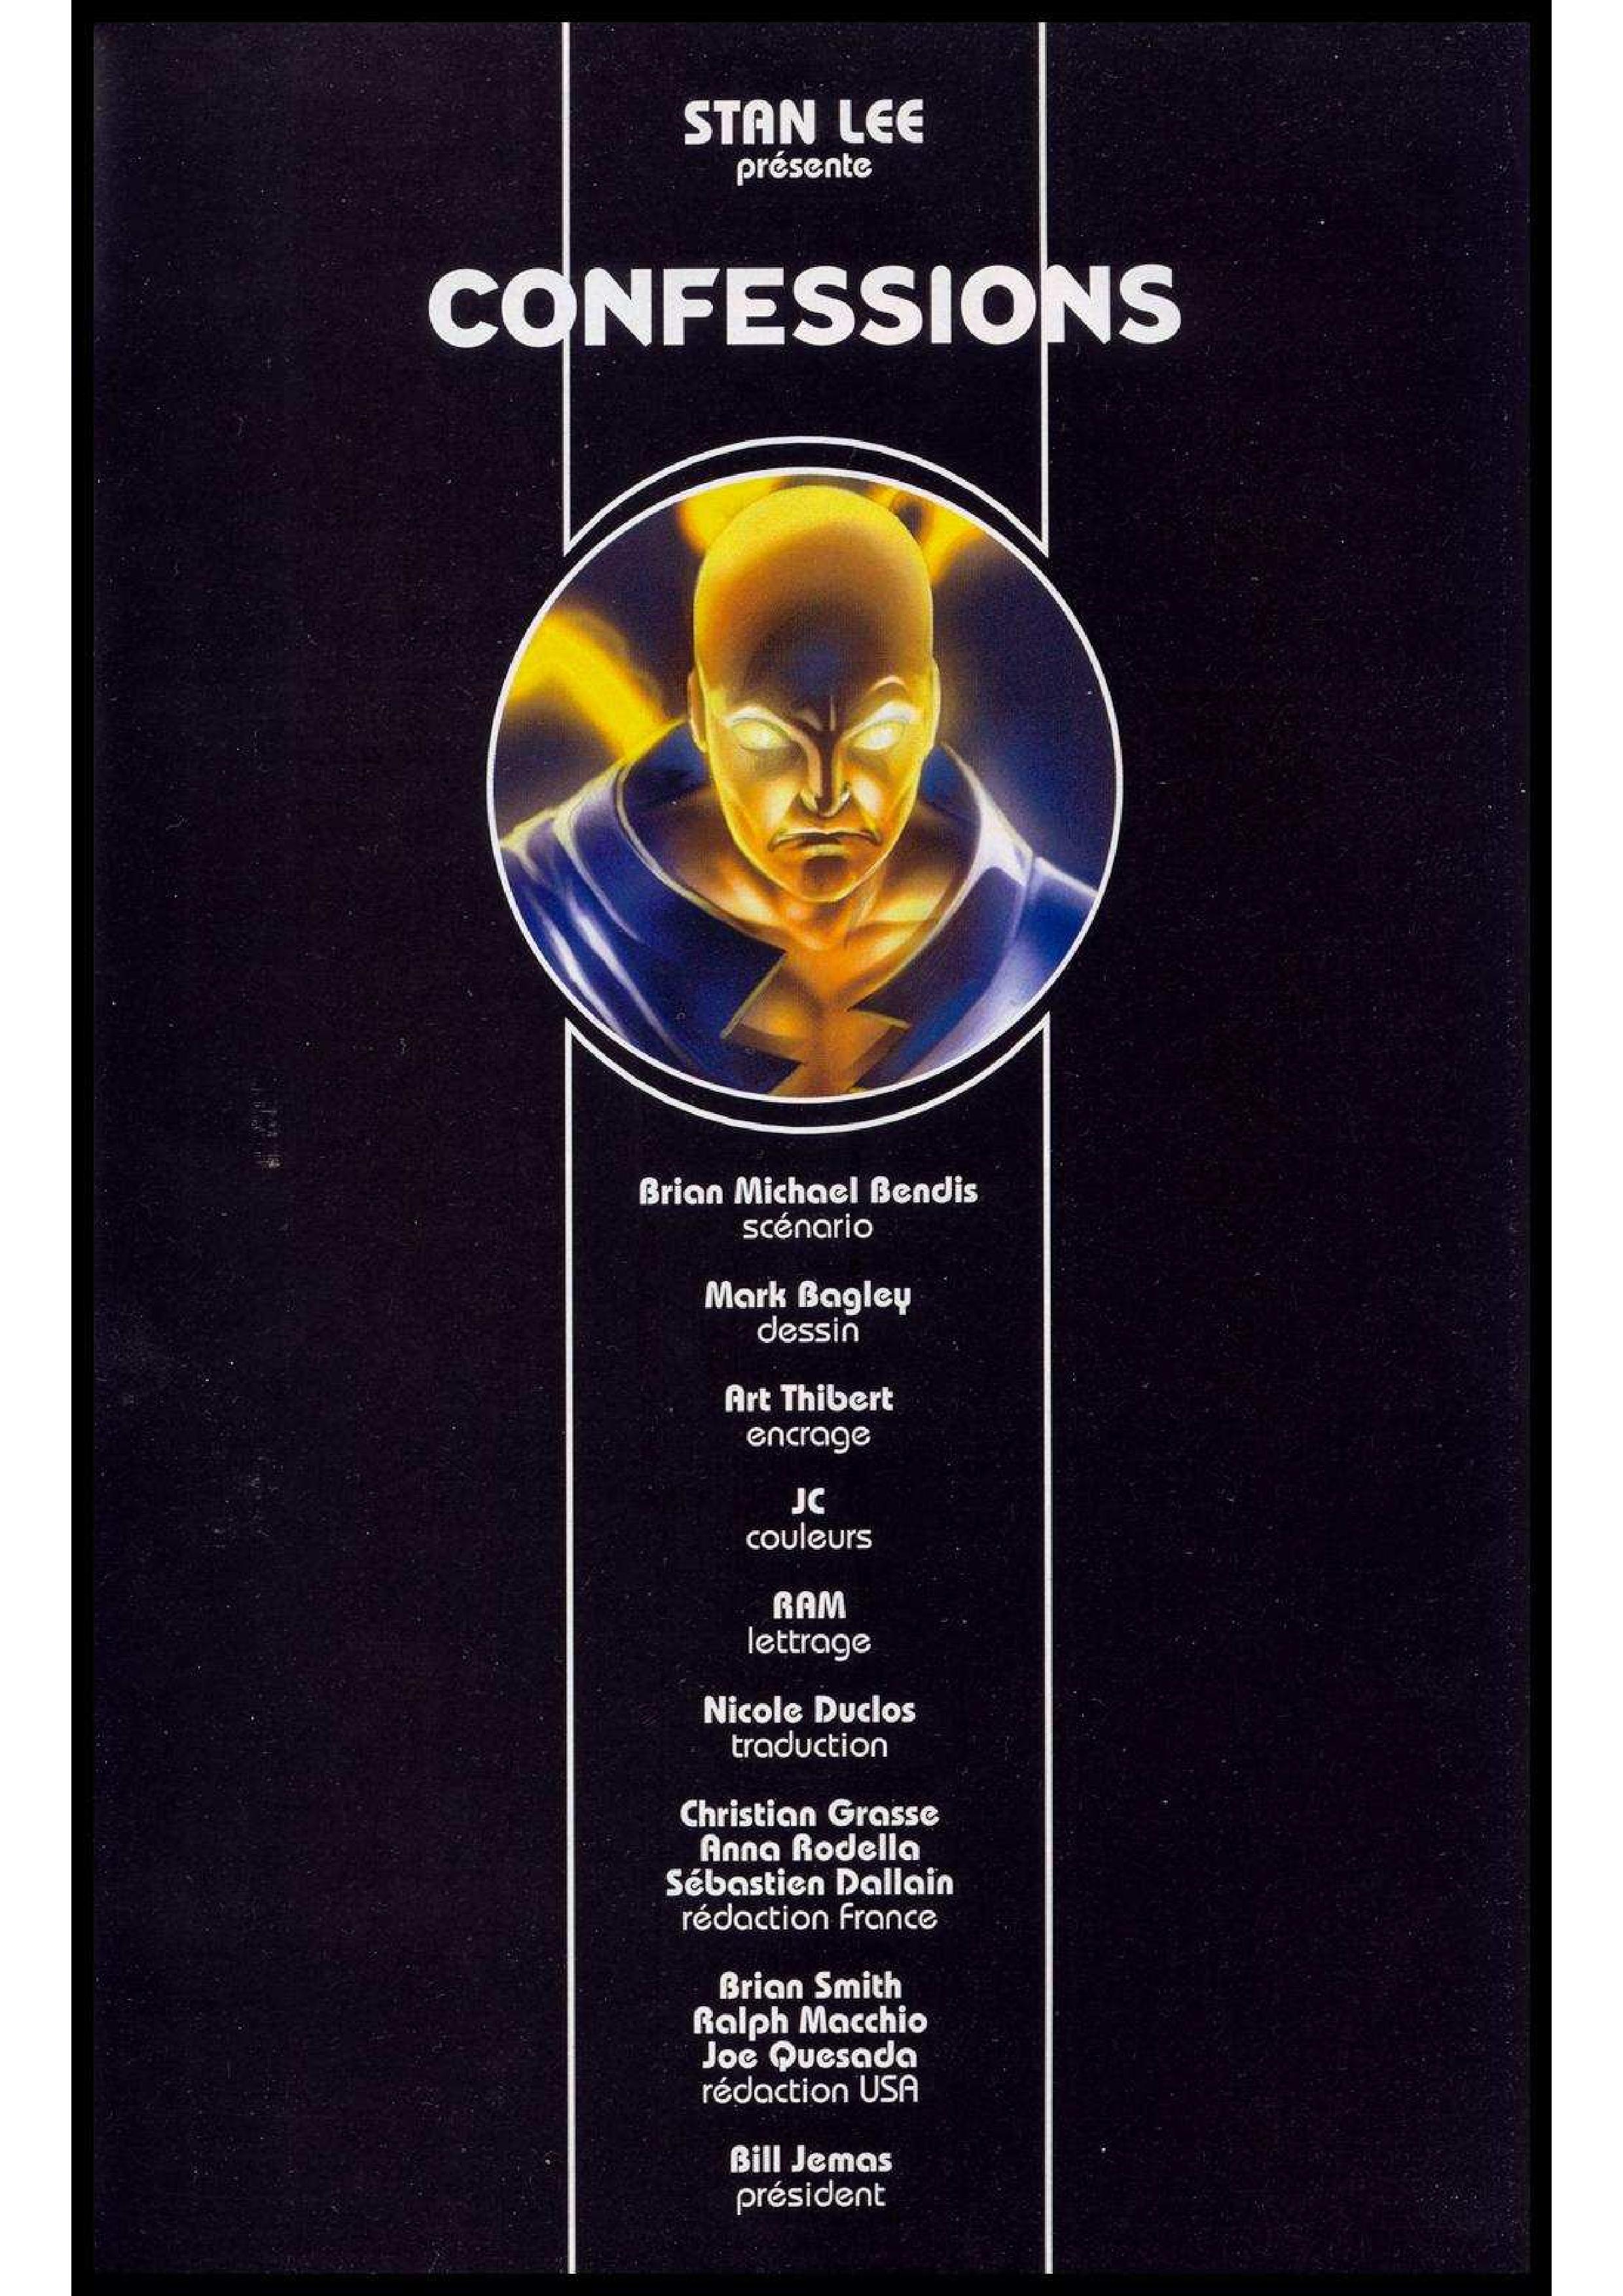 STAN LEE
présente
CONFESSIONS
Brian Michael Bendis
scénario
Mark Bagley
dessin
Art Thibert
encrage
JC
couleurs
RAM
lettrage
Nicole Duclos
traduction
Christian Grasse
Anna Rodella
Sébastien Dallain
rédaction France
Brian Smith
Ralph Macchio
Joe Quesada
rédaction USA
Bill Jemas
président